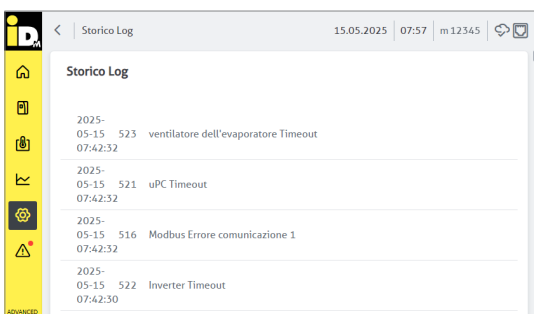 iDM
Storico Log 15.05.2025 07:57 m 12345
Storico Log
2025-
05-15 523 ventilatore dell'evaporatore Timeout
07:42:32
2025-
05-15 521 uPC Timeout
07:42:32
2025-
05-15 516 Modbus Errore comunicazione 1
07:42:32
2025-
05-15 522 Inverter Timeout
07:42:30
ADVANCED